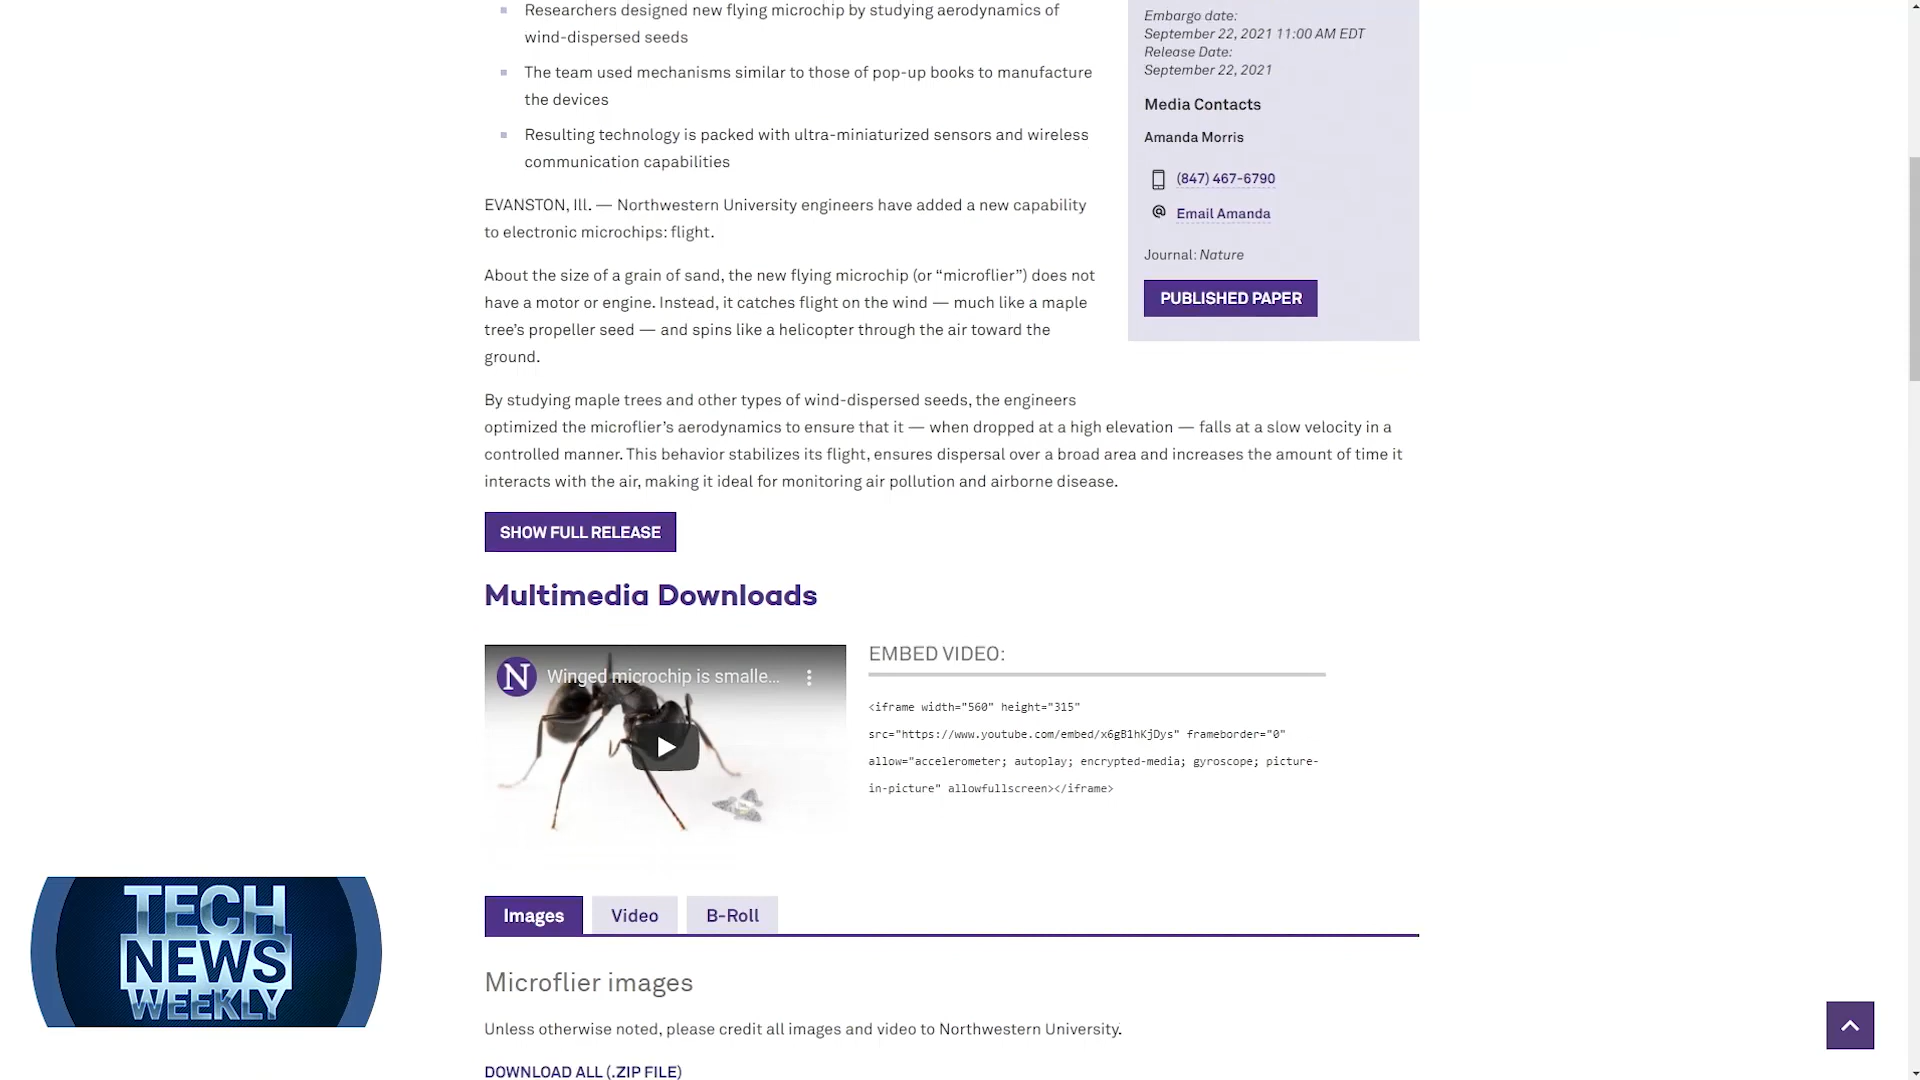 Researchers designed new flying microchip by studying aerodynamics of
wind-dispersed seeds
The team used mechanisms similar to those of pop-up books to manufacture
the devices
Resulting technology is packed with ultra-miniaturized sensors and wireless
communication capabilities
EVANSTON, Ill. — Northwestern University engineers have added a new capability
to electronic microchips: flight.
About the size of a grain of sand, the new flying microchip (or “microflier”) does not
have a motor or engine. Instead, it catches flight on the wind — much like a maple
tree’s propeller seed — and spins like a helicopter through the air toward the
ground.
By studying maple trees and other types of wind-dispersed seeds, the engineers
optimized the microflier’s aerodynamics to ensure that it — when dropped at a high elevation — falls at a slow velocity in a
controlled manner. This behavior stabilizes its flight, ensures dispersal over a broad area and increases the amount of time it
interacts with the air, making it ideal for monitoring air pollution and airborne disease.
SHOW FULL RELEASE
Embargo date:
September 22, 2021 11:00 AM EDT
Release Date:
September 22, 2021
Media Contacts
Amanda Morris
(847) 467-6790
@ Email Amanda
Journal: Nature
PUBLISHED PAPER
Multimedia Downloads
N Winged microchip is smalle...
EMBED VIDEO:
<iframe width="560" height="315"
src="https://www.youtube.com/embed/x6gB1hKjDys" frameborder="0"
allow="accelerometer; autoplay; encrypted-media; gyroscope; picture-
in-picture" allowfullscreen></iframe>
Images Video B-Roll
Microflier images
Unless otherwise noted, please credit all images and video to Northwestern University.
DOWNLOAD ALL (.ZIP FILE)
TECH
NEWS
WEEKLY